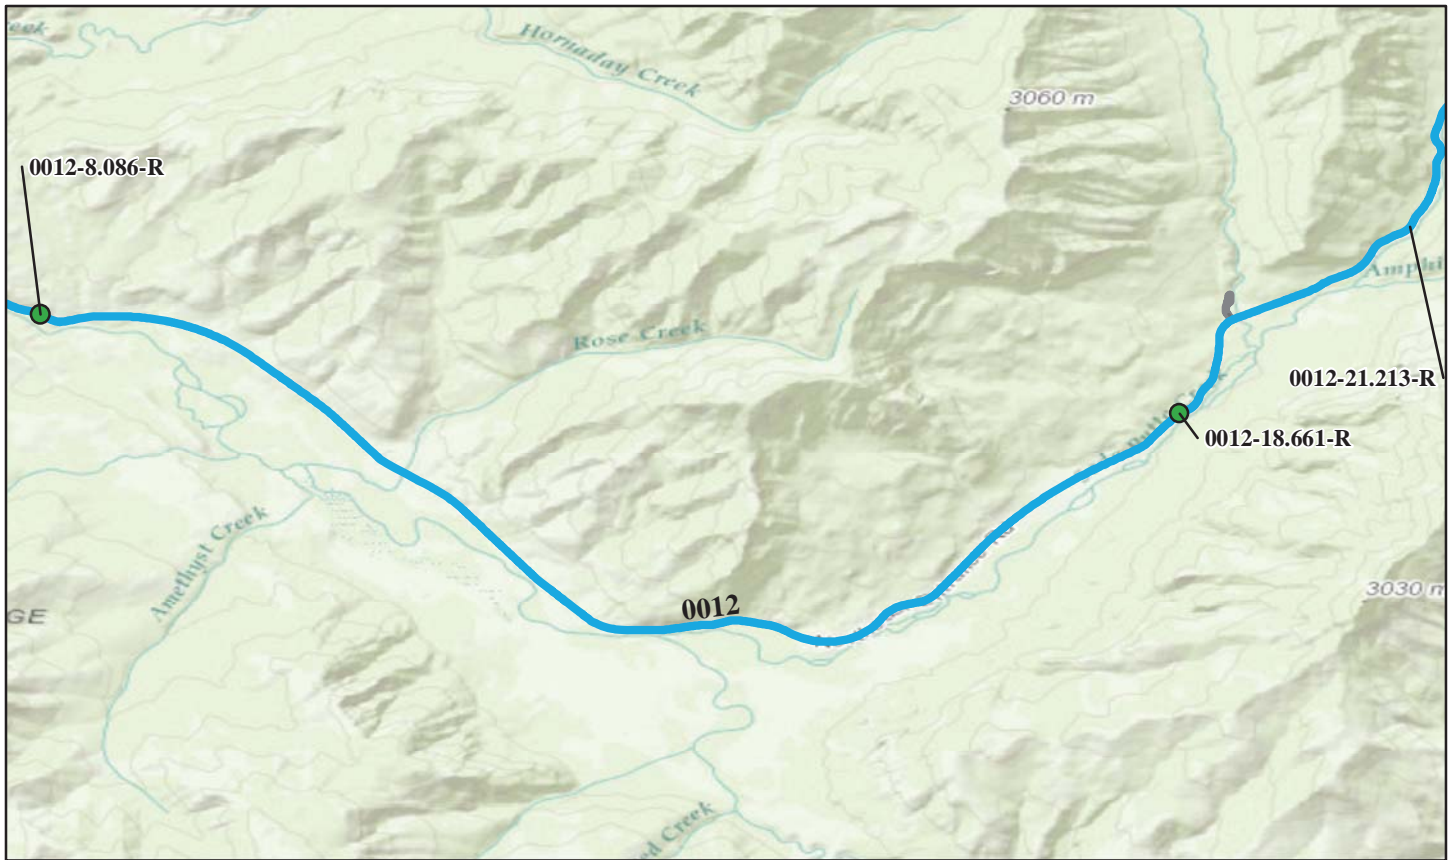 Hornaday Creek
3060 m
0012-8.086-R
Rose Creek
0012-21.213-R
0012-18.661-R
Amethyst Creek
3030 m
GE
0012
Creek